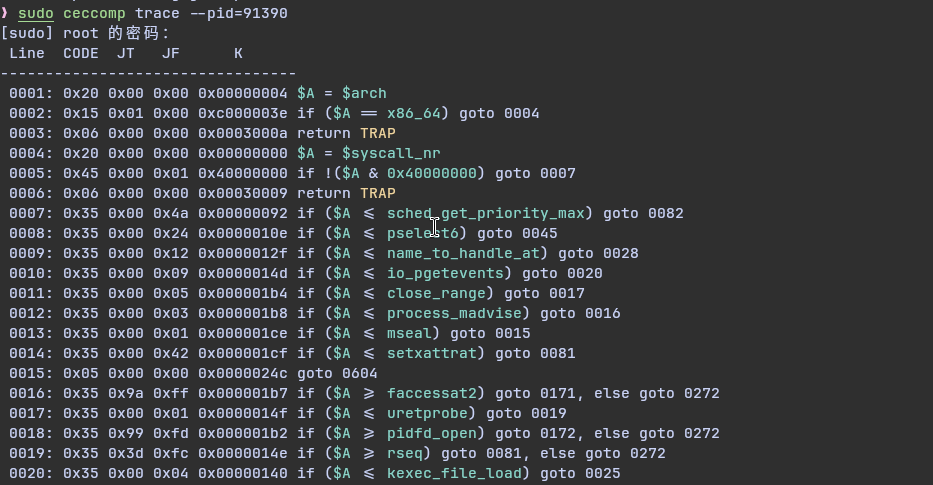 ❯ sudo ceccomp trace --pid=91390
[sudo] root 的密码:
 Line  CODE  JT   JF      K
---------------------------------
 0001: 0x20 0x00 0x00 0x00000004 $A = $arch
 0002: 0x15 0x01 0x00 0xc000003e if ($A == x86_64) goto 0004
 0003: 0x06 0x00 0x00 0x0003000a return TRAP
 0004: 0x20 0x00 0x00 0x00000000 $A = $syscall_nr
 0005: 0x45 0x00 0x01 0x40000000 if !($A & 0x40000000) goto 0007
 0006: 0x06 0x00 0x00 0x00030009 return TRAP
 0007: 0x35 0x00 0x4a 0x00000092 if ($A <= sched_get_priority_max) goto 0082
 0008: 0x35 0x00 0x24 0x0000010e if ($A <= pselect6) goto 0045
 0009: 0x35 0x00 0x12 0x0000012f if ($A <= name_to_handle_at) goto 0028
 0010: 0x35 0x00 0x09 0x0000014d if ($A <= io_pgetevents) goto 0020
 0011: 0x35 0x00 0x05 0x000001b4 if ($A <= close_range) goto 0017
 0012: 0x35 0x00 0x03 0x000001b8 if ($A <= process_madvise) goto 0016
 0013: 0x35 0x00 0x01 0x000001ce if ($A <= mseal) goto 0015
 0014: 0x35 0x00 0x42 0x000001cf if ($A <= setxattrat) goto 0081
 0015: 0x05 0x00 0x00 0x0000024c goto 0604
 0016: 0x35 0x9a 0xff 0x000001b7 if ($A >= faccessat2) goto 0171, else goto 0272
 0017: 0x35 0x00 0x01 0x0000014f if ($A <= uretprobe) goto 0019
 0018: 0x35 0x99 0xfd 0x000001b2 if ($A >= pidfd_open) goto 0172, else goto 0272
 0019: 0x35 0x3d 0xfc 0x0000014e if ($A >= rseq) goto 0081, else goto 0272
 0020: 0x35 0x00 0x04 0x00000140 if ($A <= kexec_file_load) goto 0025